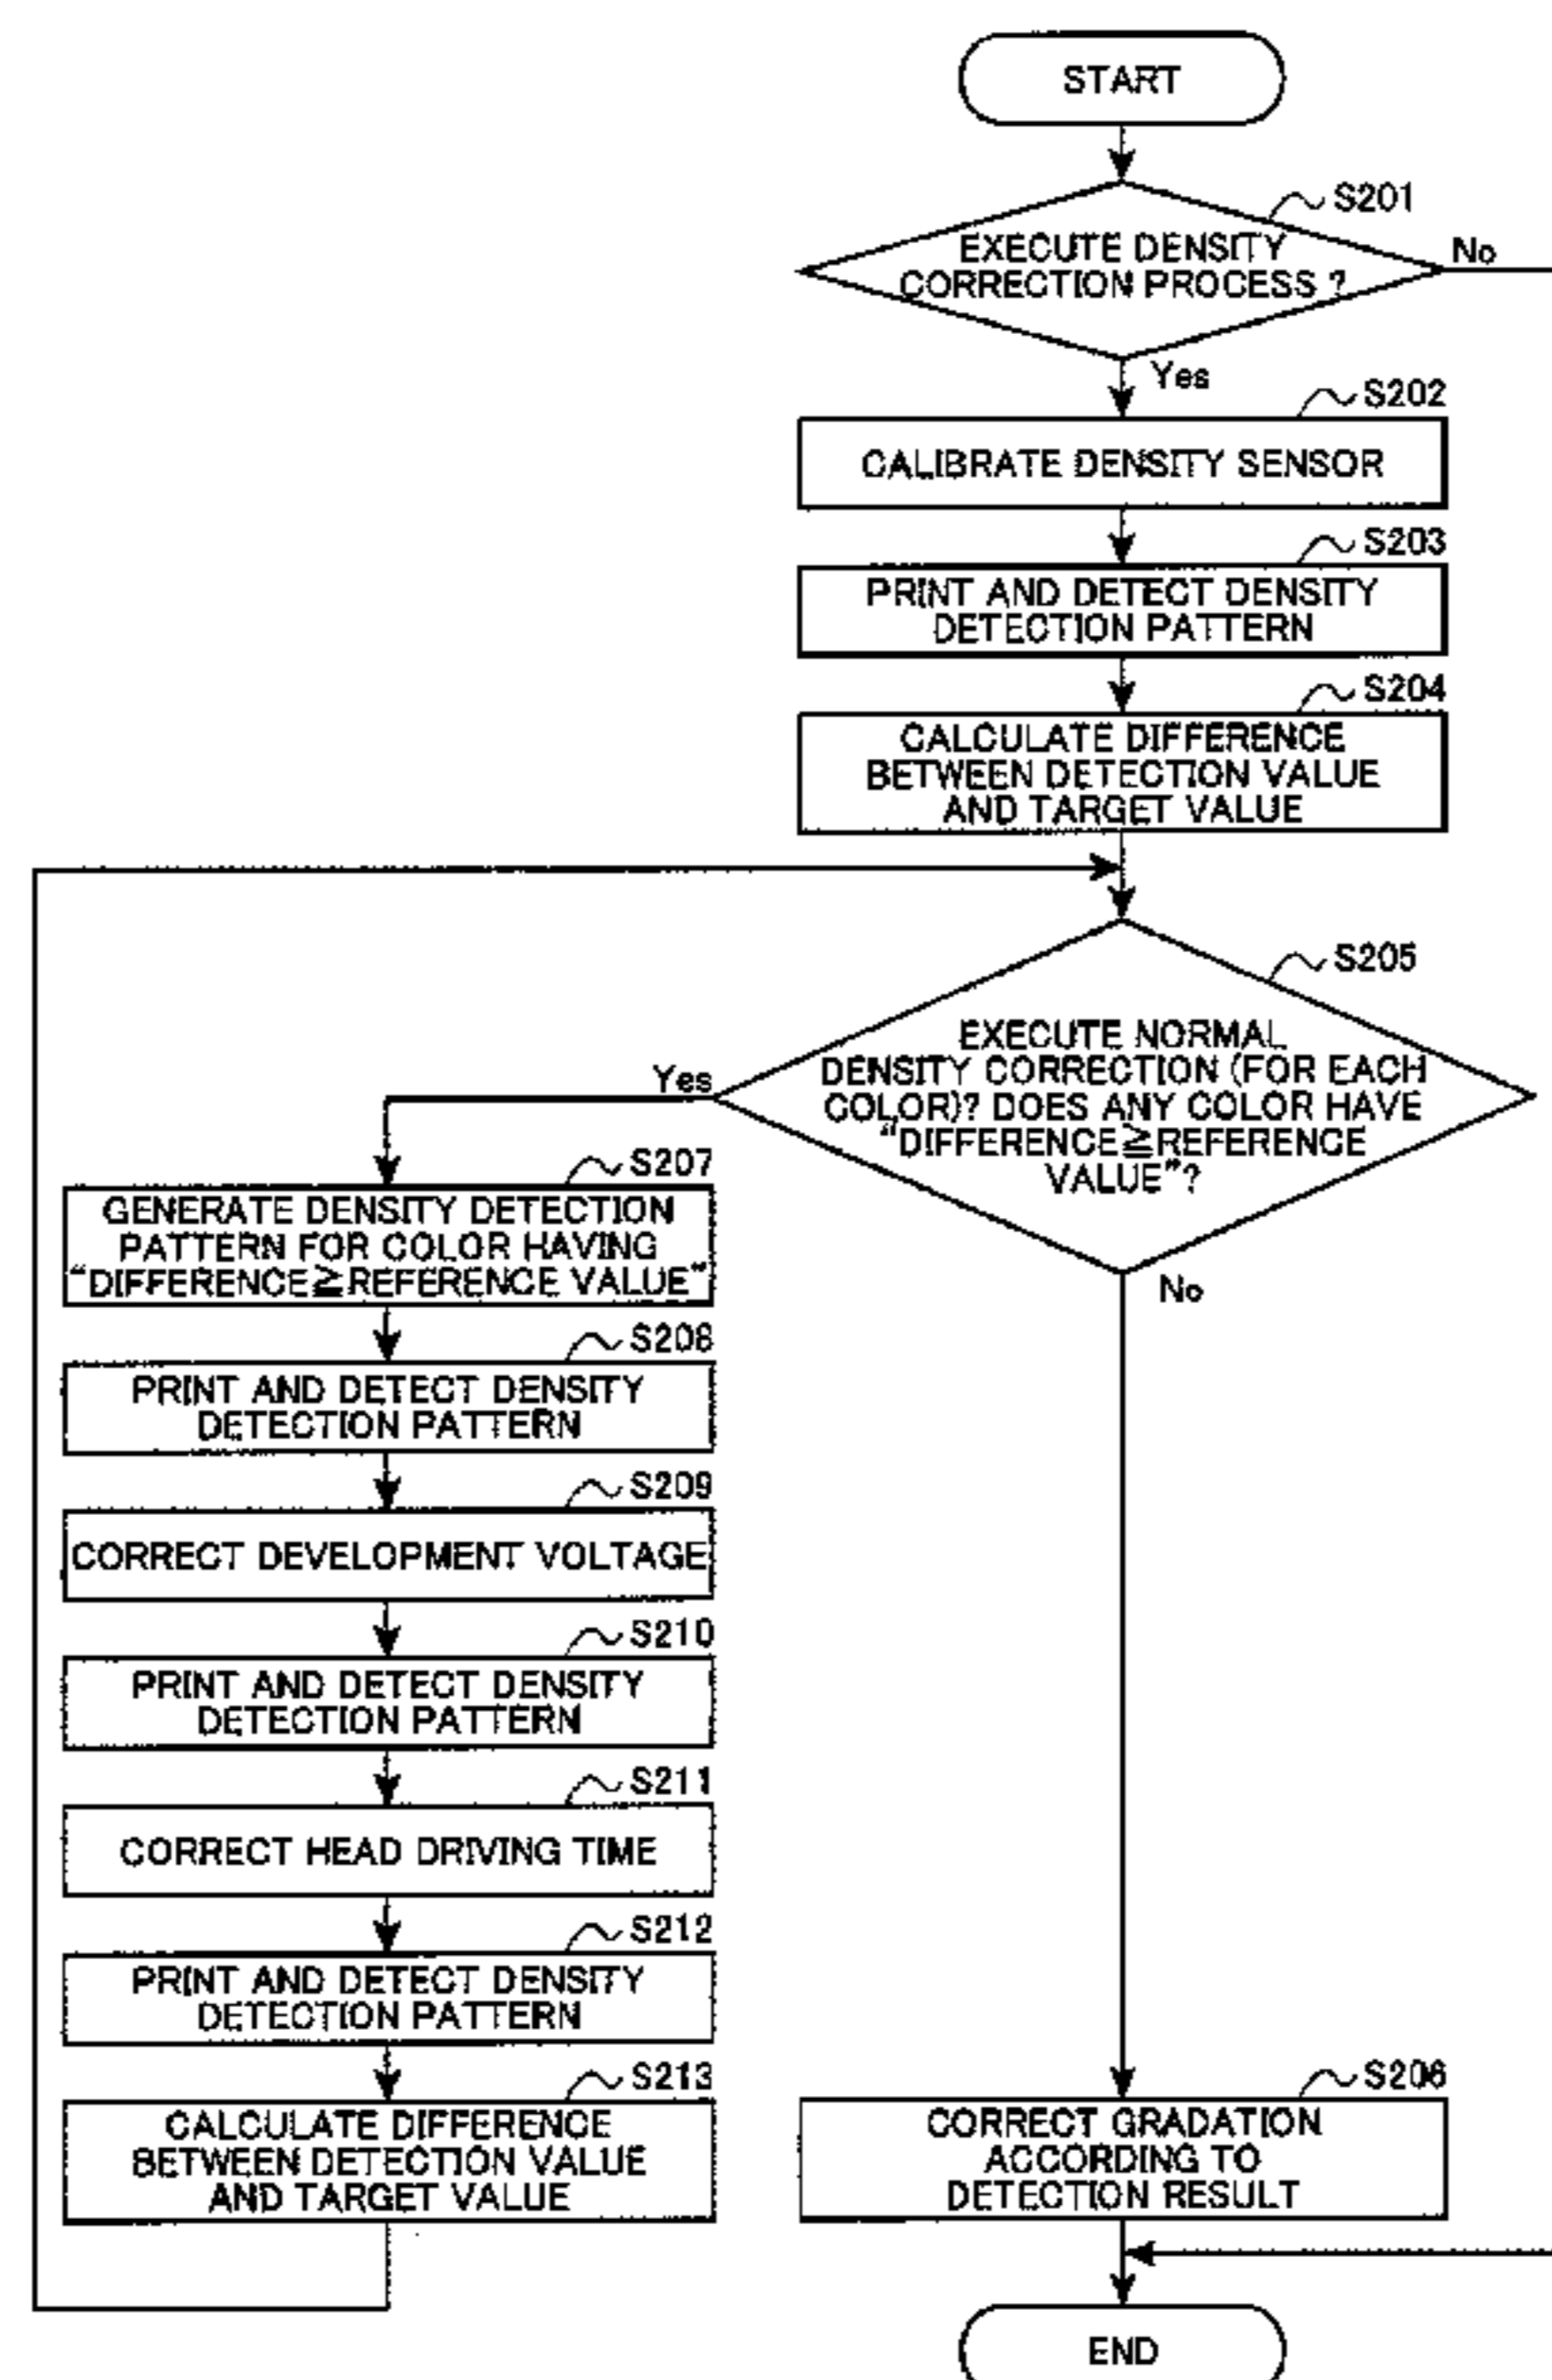 START
S201
EXECUTE DENSITY
CORRECTION PROCESS ?
No
Yes
S202
CALIBRATE DENSITY SENSOR
S203
PRINT AND DETECT DENSITY
DETECTION PATTERN
S204
CALCULATE DIFFERENCE
BETWEEN DETECTION VALUE
AND TARGET VALUE
S205
EXECUTE NORMAL
DENSITY CORRECTION (FOR EACH
COLOR)? DOES ANY COLOR HAVE
"DIFFERENCE≧REFERENCE
VALUE"?
Yes
No
S207
GENERATE DENSITY DETECTION
PATTERN FOR COLOR HAVING
"DIFFERENCE≧REFERENCE VALUE"
S208
PRINT AND DETECT DENSITY
DETECTION PATTERN
S209
CORRECT DEVELOPMENT VOLTAGE
S210
PRINT AND DETECT DENSITY
DETECTION PATTERN
S211
CORRECT HEAD DRIVING TIME
S212
PRINT AND DETECT DENSITY
DETECTION PATTERN
S213
CALCULATE DIFFERENCE
BETWEEN DETECTION VALUE
AND TARGET VALUE
S206
CORRECT GRADATION
ACCORDING TO
DETECTION RESULT
END